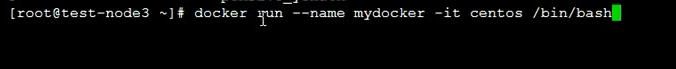 [root@test-node3 ~]# docker run --name mydocker -it centos /bin/bash